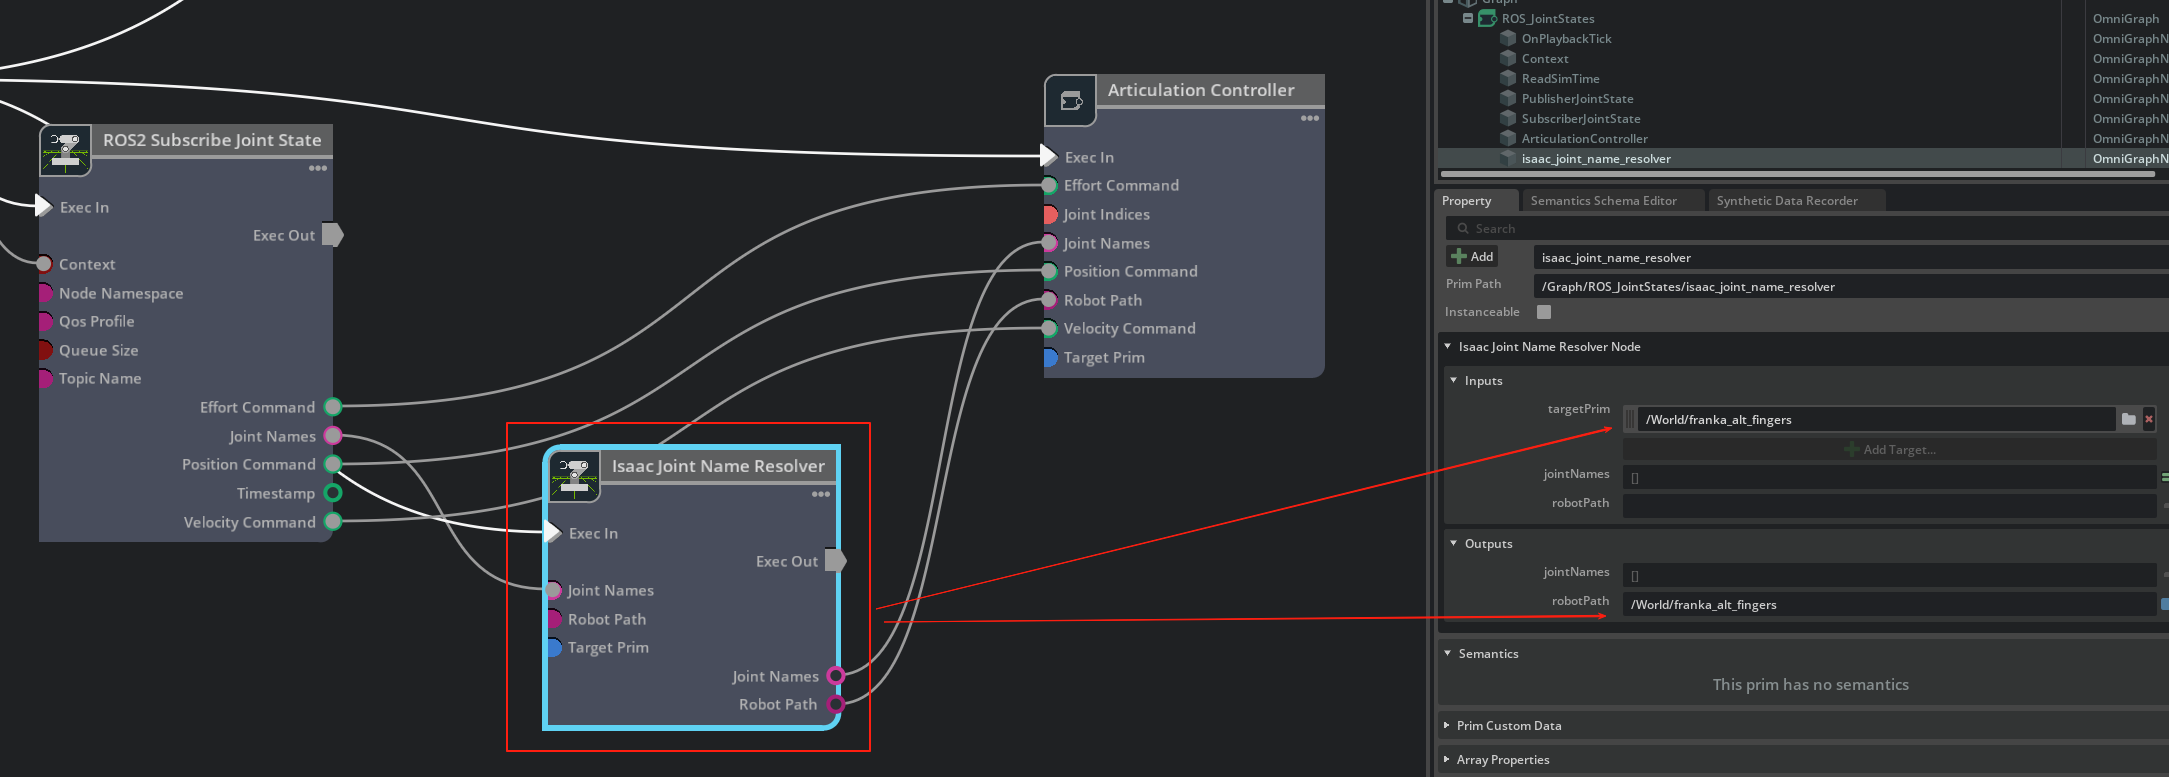 ROS2 Subscribe Joint State
Exec In
Exec Out
Context
Node Namespace
Qos Profile
Queue Size
Topic Name
Effort Command
Joint Names
Position Command
Timestamp
Velocity Command
Isaac Joint Name Resolver
Exec In
Exec Out
Joint Names
Robot Path
Target Prim
Joint Names
Robot Path
Articulation Controller
Exec In
Effort Command
Joint Indices
Joint Names
Position Command
Robot Path
Velocity Command
Target Prim
Graph
ROS_JointStates OmniGraph
OnPlaybackTick OmniGraphN
Context OmniGraphN
ReadSimTime OmniGraphN
PublisherJointState OmniGraphN
SubscriberJointState OmniGraphN
ArticulationController OmniGraphN
isaac_joint_name_resolver OmniGraphN
Property Semantics Schema Editor Synthetic Data Recorder
Search
Add isaac_joint_name_resolver
Prim Path /Graph/ROS_JointStates/isaac_joint_name_resolver
Instanceable
Isaac Joint Name Resolver Node
Inputs
targetPrim /World/franka_alt_fingers
Add Target...
jointNames []
robotPath
Outputs
jointNames []
robotPath /World/franka_alt_fingers
Semantics
This prim has no semantics
Prim Custom Data
Array Properties